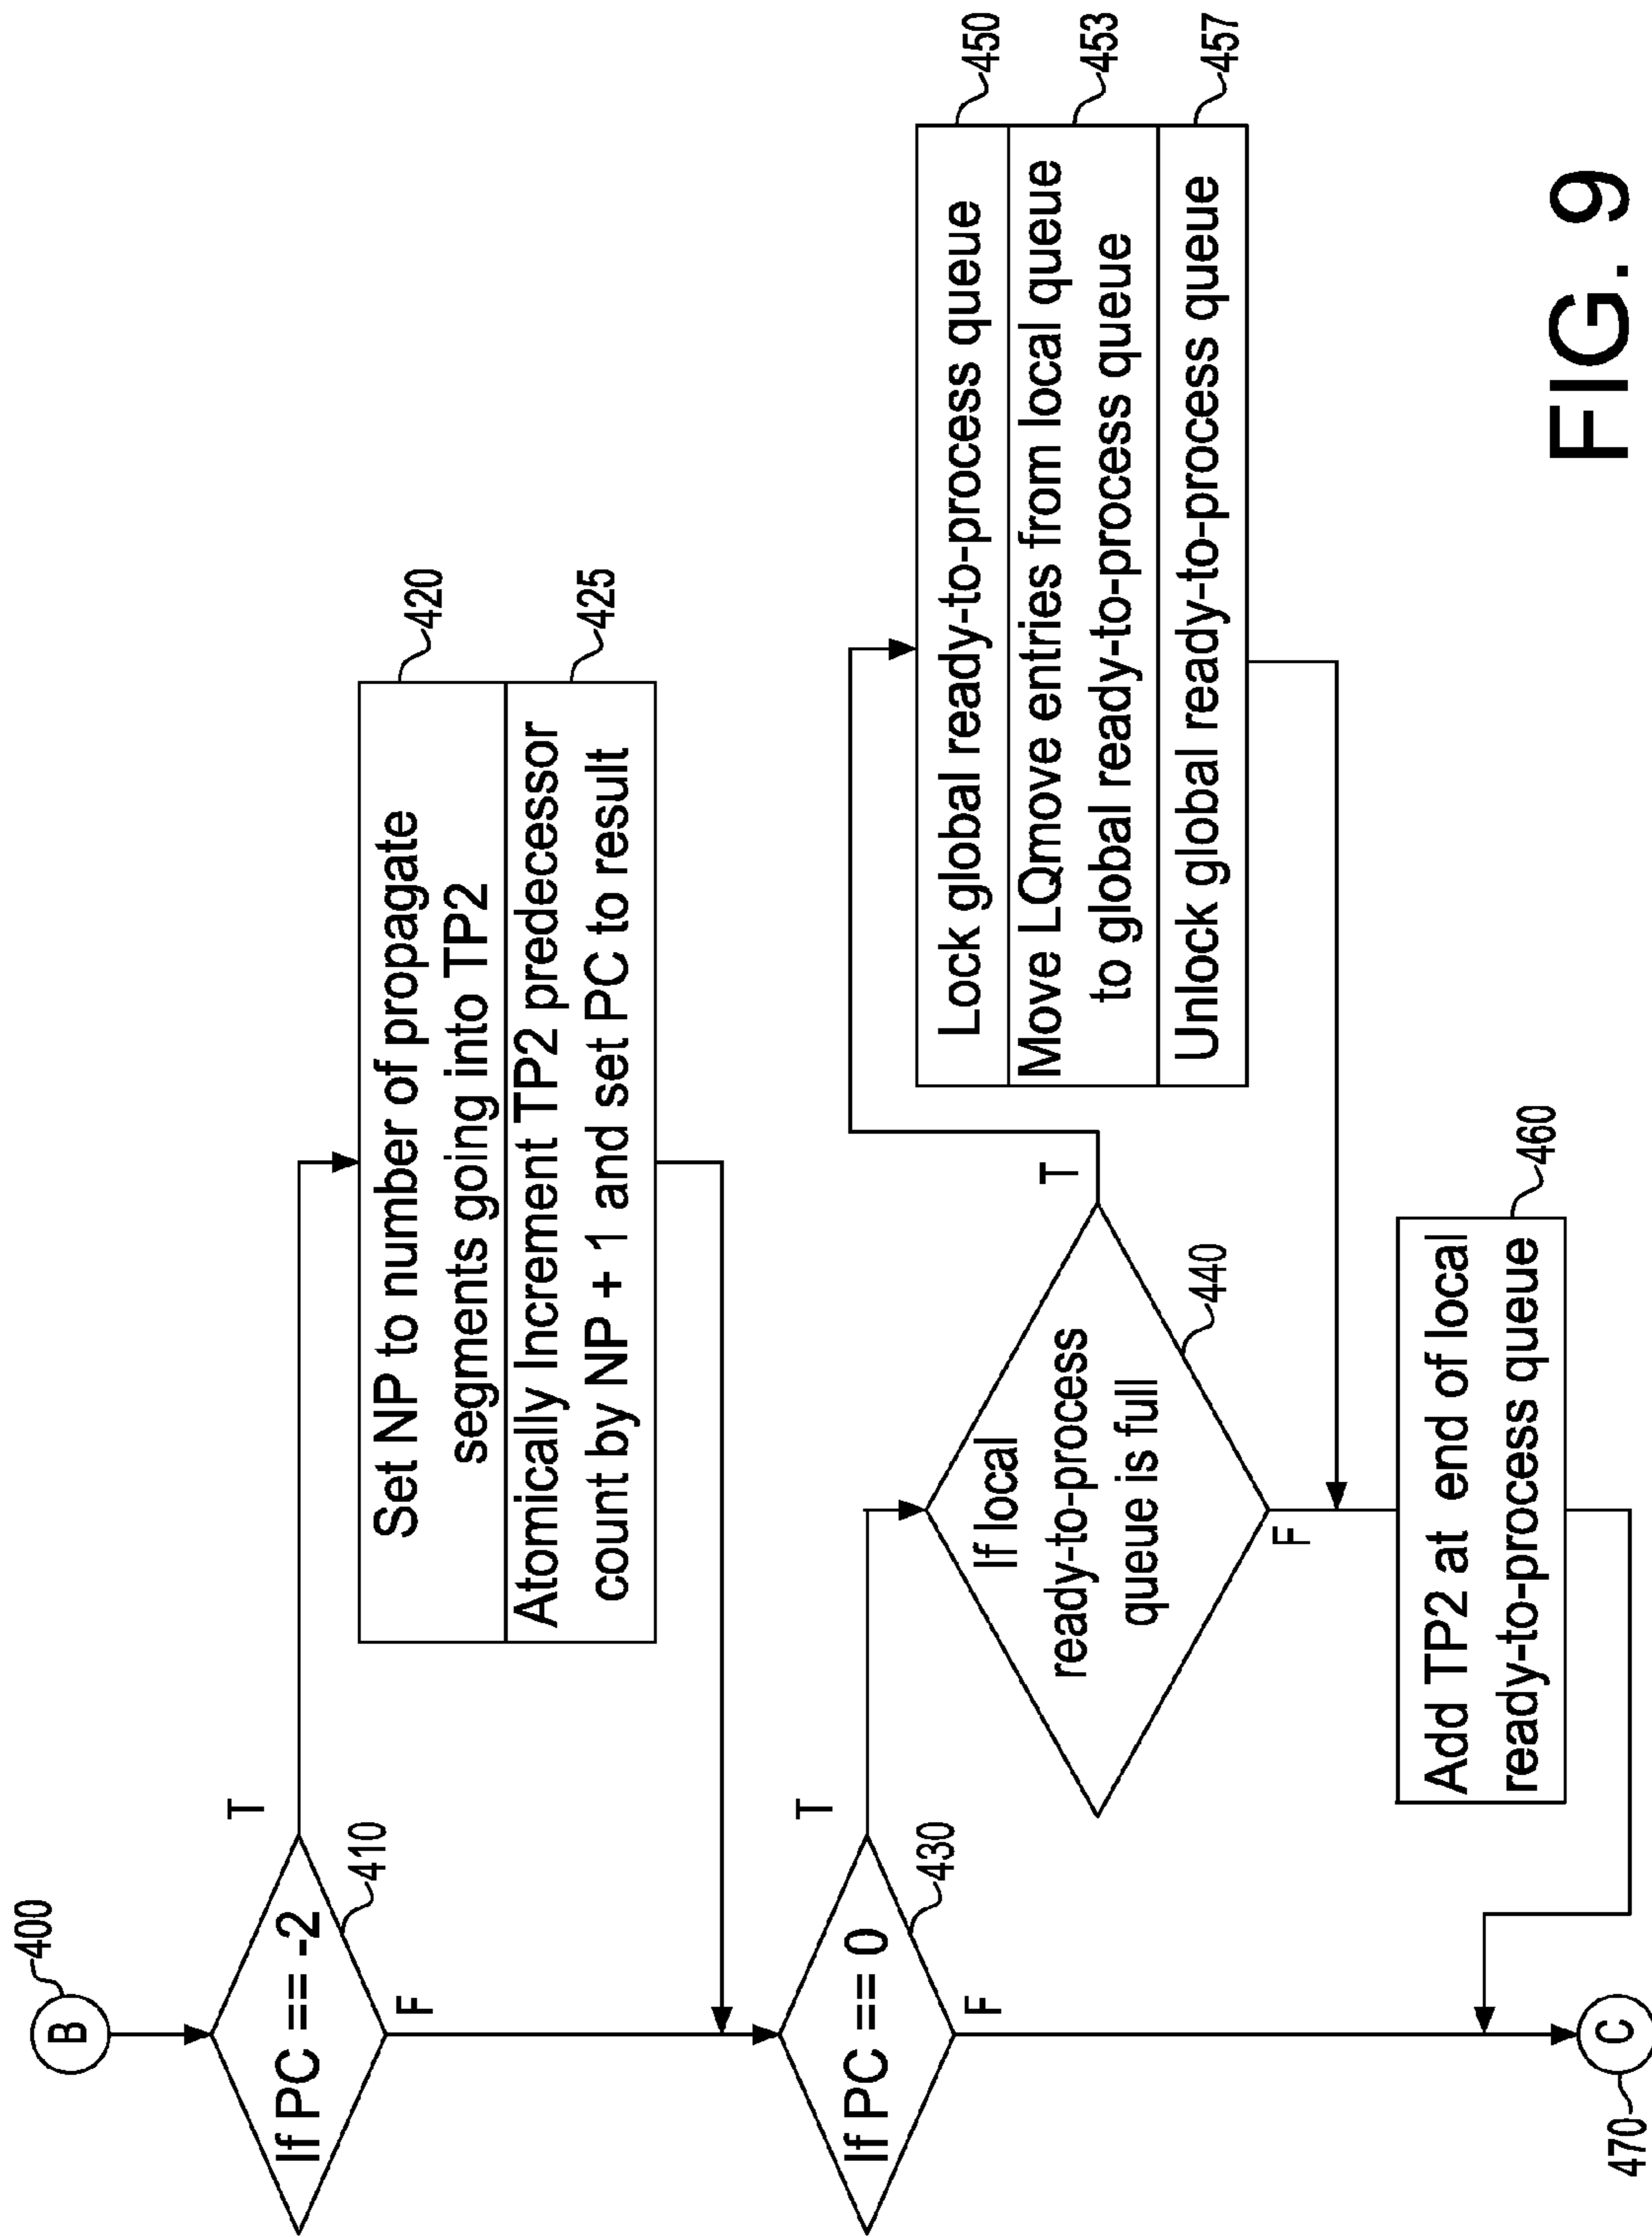 B
400
If PC == -2
410
T
F
Set NP to number of propagate
segments going into TP2
420
Atomically Increment TP2 predecessor
count by NP + 1 and set PC to result
425
If PC == 0
430
T
F
If local
ready-to-process
queue is full
440
T
F
Lock global ready-to-process queue
450
Move LQmove entries from local queue
to global ready-to-process queue
453
Unlock global ready-to-process queue
457
Add TP2 at end of local
ready-to-process queue
460
C
470
FIG. 9